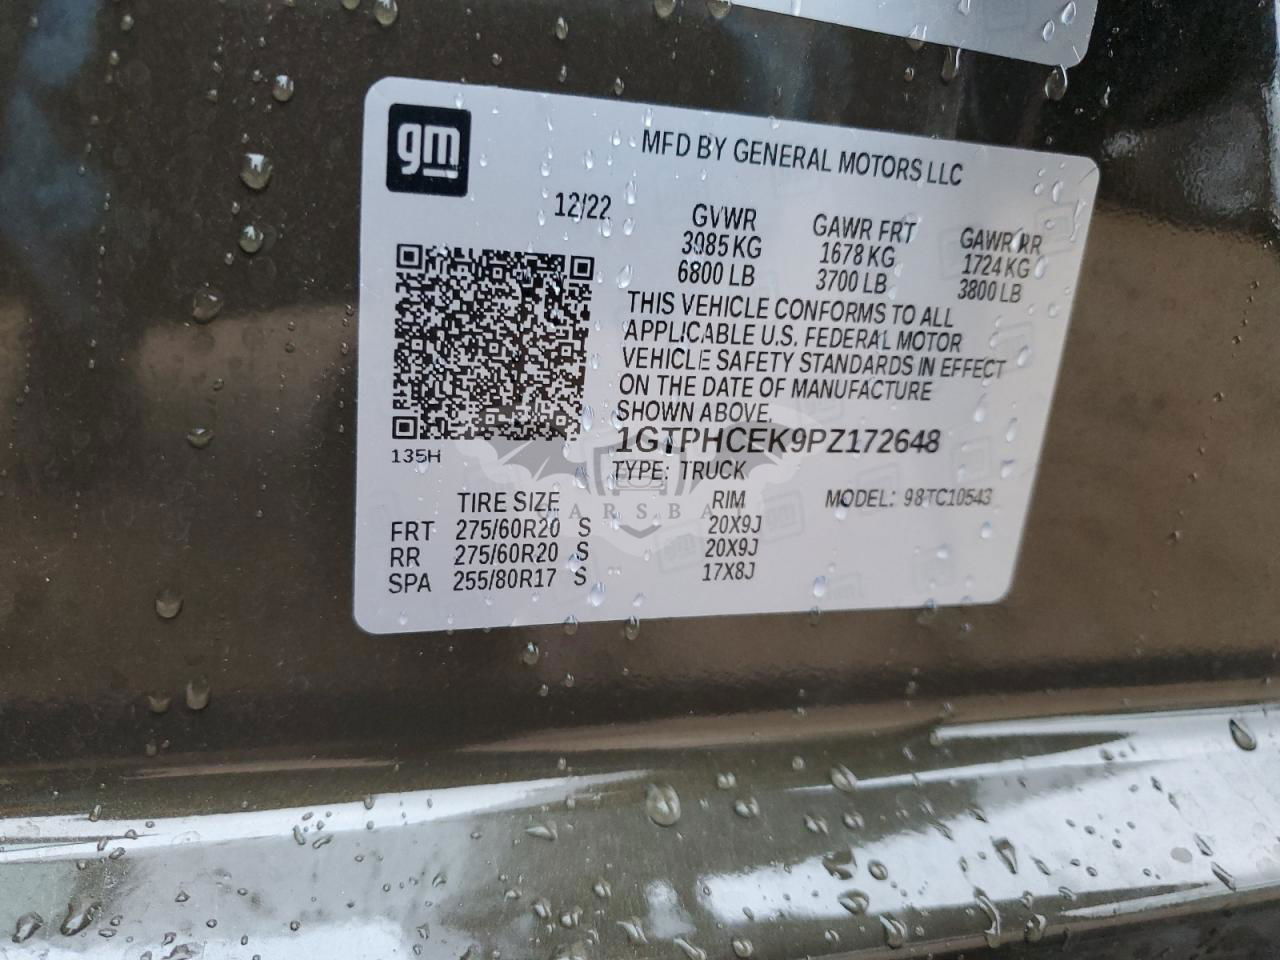 gm
MFD BY GENERAL MOTORS LLC
12/22
GVWR GAWR FRT GAWR RR
3085 KG 1678 KG 1724 KG
6800 LB 3700 LB 3800 LB
THIS VEHICLE CONFORMS TO ALL
APPLICABLE U.S. FEDERAL MOTOR
VEHICLE SAFETY STANDARDS IN EFFECT
ON THE DATE OF MANUFACTURE
SHOWN ABOVE.
1GTPHCEK9PZ172648
135H
TYPE: TRUCK
TIRE SIZE RIM MODEL: 98TC10543
FRT 275/60R20 S 20X9J
RR 275/60R20 S 20X9J
SPA 255/80R17 S 17X8J
CARSBAT